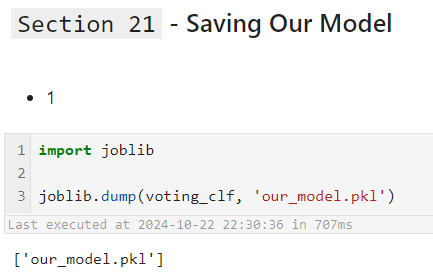 Section 21 - Saving Our Model
• 1
1 import joblib
2
3 joblib.dump(voting_clf, 'our_model.pkl')
Last executed at 2024-10-22 22:30:36 in 707ms
['our_model.pkl']